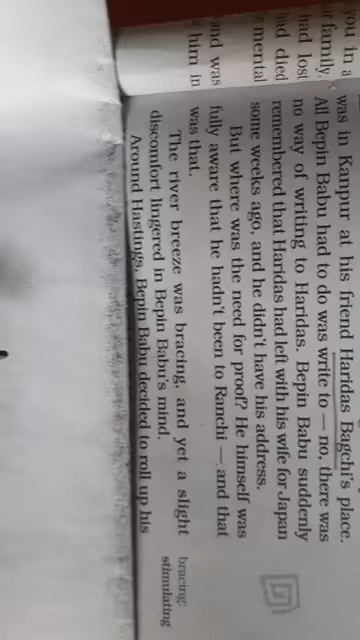 you in a
r family.
had lost
had died
mental
and was
him in
was in Kanpur at his friend Haridas Bagchi's place.
All Bepin Babu had to do was write to — no, there was
no way of writing to Haridas. Bepin Babu suddenly
remembered that Haridas had left with his wife for Japan
some weeks ago, and he didn't have his address.
But where was the need for proof? He himself was
fully aware that he hadn't been to Ranchi — and that
was that.
The river breeze was bracing, and yet a slight
discomfort lingered in Bepin Babu's mind.
Around Hastings, Bepin Babu decided to roll up his
bracing:
stimulating